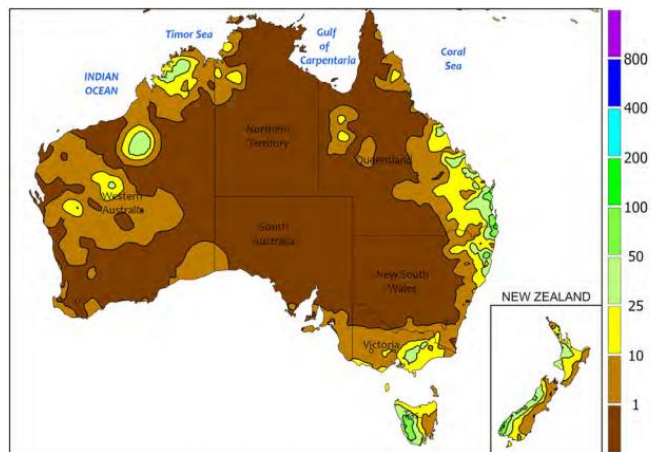 Timor Sea
Gulf
of
Carpentaria
Coral
Sea
INDIAN
OCEAN
Northern
Territory
Queensland
Western
Australia
South
Australia
New South
Wales
Victoria
NEW ZEALAND
800
400
200
100
50
25
10
1